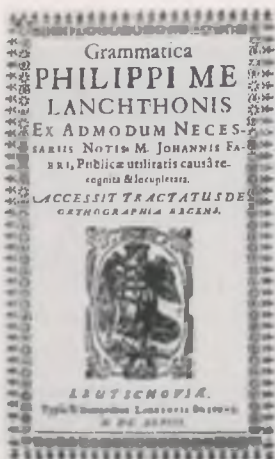 Grammatica
PHILIPPI ME
LANCHTHONIS
EX ADMODUM NECES-
SARIIS NOTIS M. JOHANNIS FA-
BRI, Publicæ utilitatis causâ re-
cognita & locupletata.
ACCESSIT TRACTATUS DE
ORTHOGRAPHIA RECENS.
LEUTSCHOVIÆ,